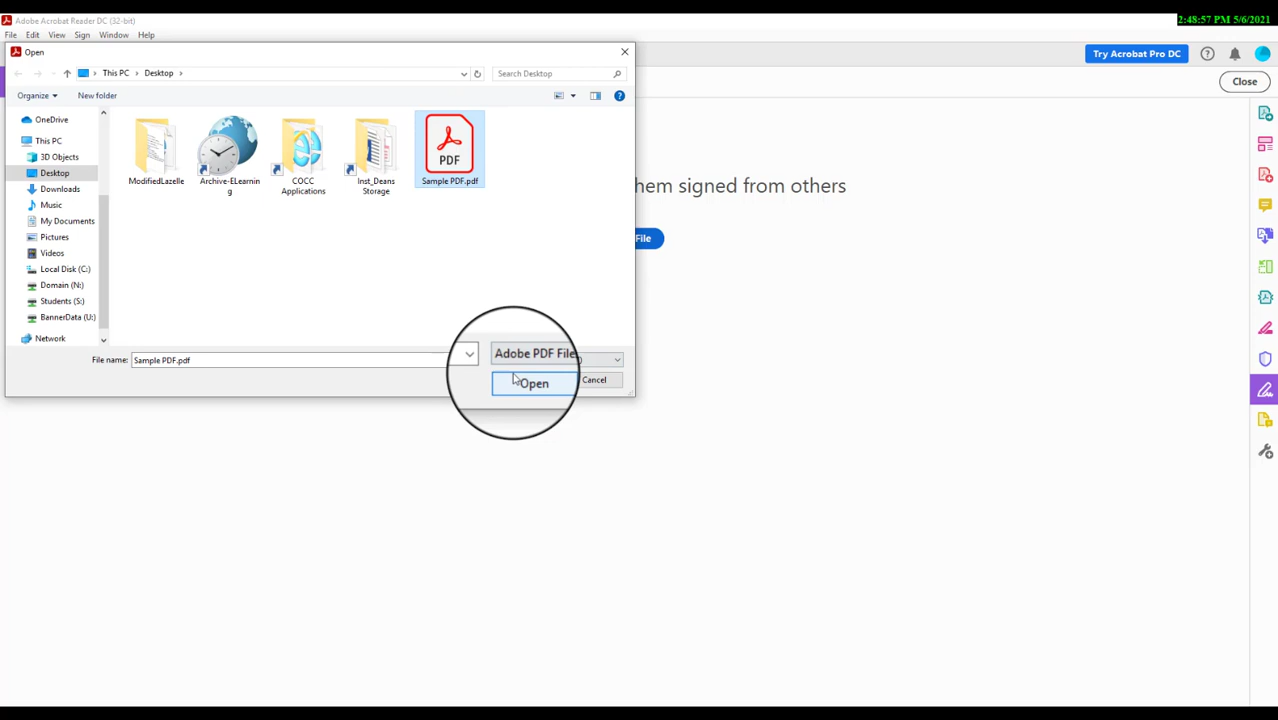 Adobe Acrobat Reader DC (32-bit)
2:48:57 PM 5/6/2021
File Edit View Sign Window Help
Open
Try Acrobat Pro DC
This PC > Desktop >
Search Desktop
Close
Organize
New folder
OneDrive
This PC
3D Objects
Desktop
Downloads
Music
My Documents
Pictures
Videos
Local Disk (C:)
Domain (N:)
Students (S:)
BannerData (U:)
Network
ModifiedLazelle
Archive-ELearnin
g
COCC
Applications
Inst_Deans
Storage
PDF
Sample PDF.pdf
hem signed from others
File
File name:
Sample PDF.pdf
Adobe PDF File
Open
Cancel